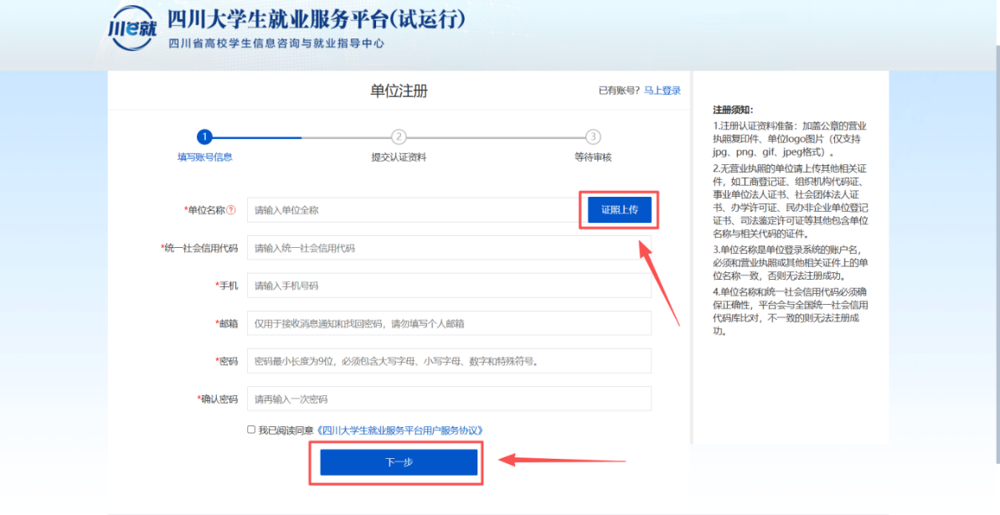 川e就
四川大学生就业服务平台(试运行)
四川省高校学生信息咨询与就业指导中心
单位注册
已有账号? 马上登录
1
2
3
填写账号信息
提交认证资料
等待审核
*单位名称?
请输入单位全称
证照上传
*统一社会信用代码
请输入统一社会信用代码
*手机
请输入手机号码
*邮箱
仅用于接收消息通知和找回密码，请勿填写个人邮箱
*密码
密码最小长度为9位，必须包含大写字母、小写字母、数字和特殊符号。
*确认密码
请再输入一次密码
我已阅读同意《四川大学生就业服务平台用户服务协议》
下一步
注册须知：
1.注册认证资料准备：加盖公章的营业
执照复印件、单位logo图片（仅支持
jpg、png、gif、jpeg格式）。
2.无营业执照的单位请上传其他相关证
件，如工商登记证、组织机构代码证、
事业单位法人证书、社会团体法人证
书、办学许可证、民办非企业单位登记
证书、司法鉴定许可证等其他包含单位
名称与相关代码的证件。
3.单位名称是单位登录系统的账户名，
必须和营业执照或其他相关证件上的单
位名称一致，否则无法注册成功。
4.单位名称和统一社会信用代码必须确
保正确性，平台会与全国统一社会信用
代码库比对，不一致的则无法注册成
功。